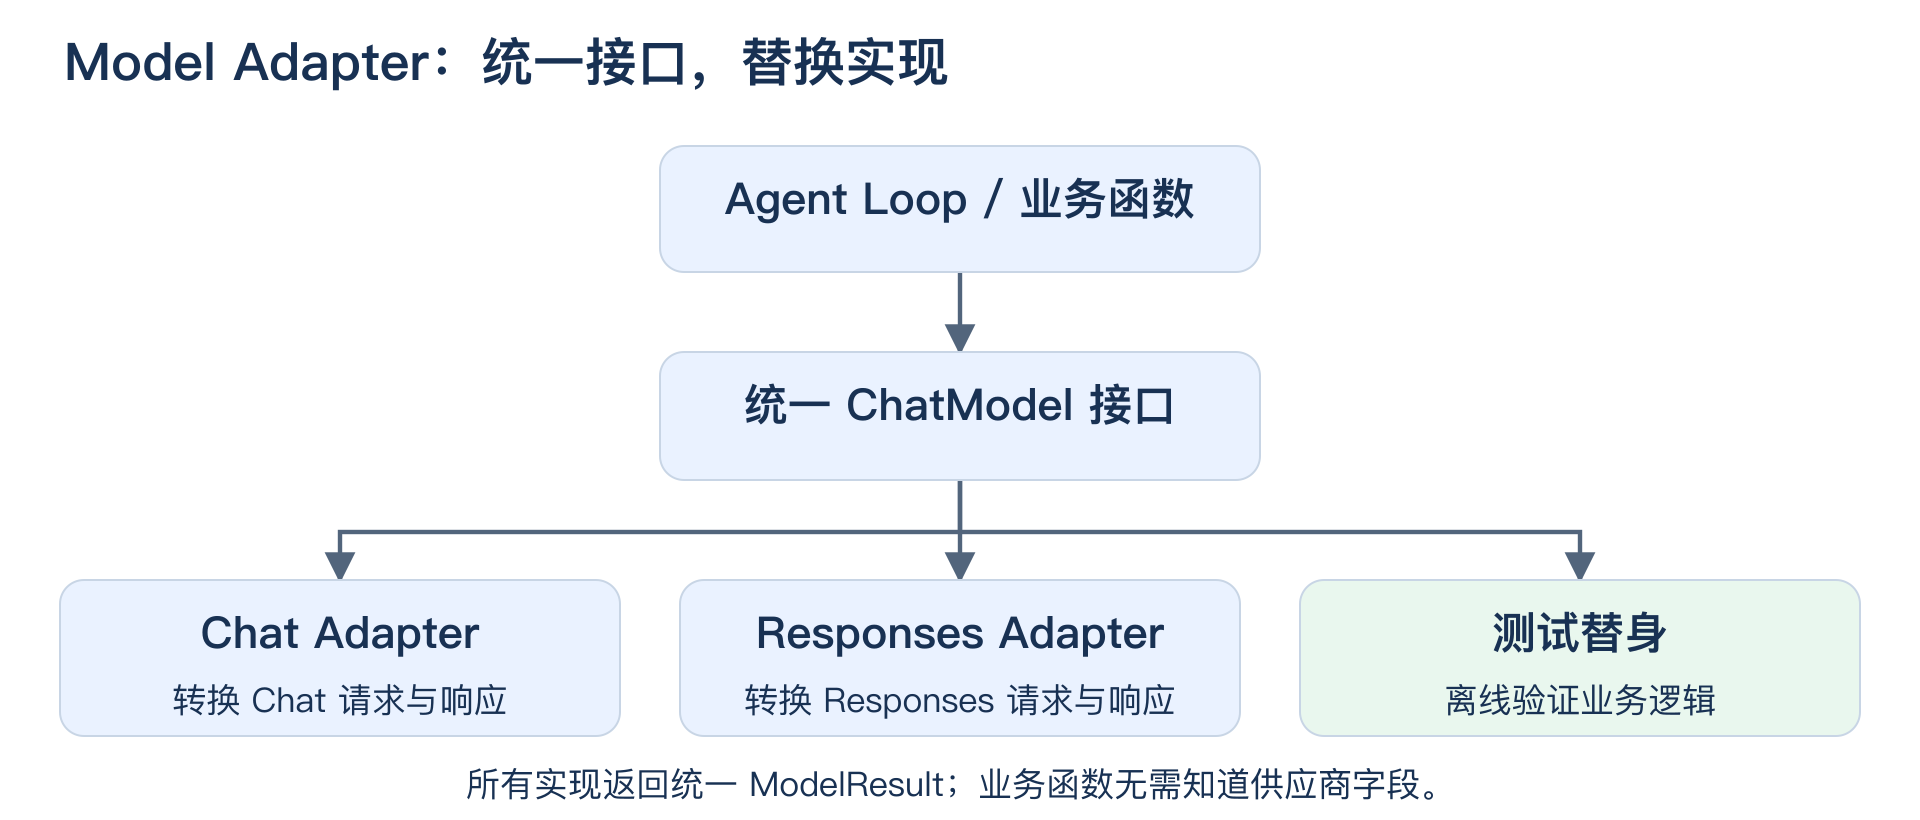 Model Adapter：统一接口，替换实现
Agent Loop / 业务函数
统一 ChatModel 接口
Chat Adapter
转换 Chat 请求与响应
Responses Adapter
转换 Responses 请求与响应
测试替身
离线验证业务逻辑
所有实现返回统一 ModelResult；业务函数无需知道供应商字段。